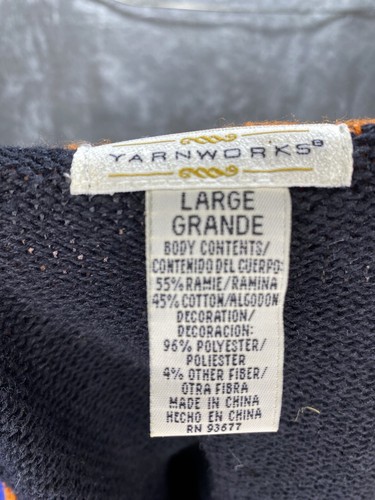 YARNWORKS®
LARGE
GRANDE
BODY CONTENTS/
CONTENIDO DEL CUERPO:
55% RAMIE/RAMINA
45% COTTON/ALGODON
DECORATION/
DECORACION:
96% POLYESTER/
POLIESTER
4% OTHER FIBER/
OTRA FIBRA
MADE IN CHINA
HECHO EN CHINA
RN 93677